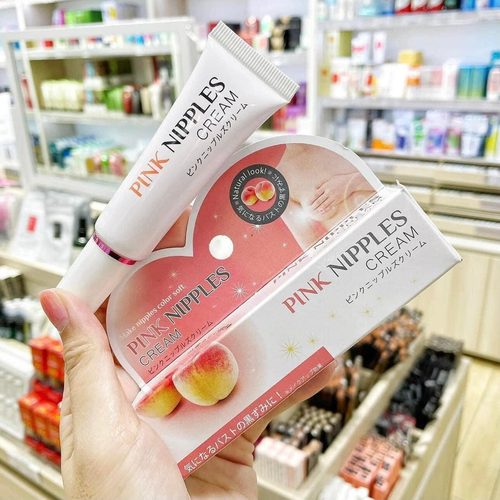 PINK NIPPLES
CREAM
ピンクニップルズクリーム
Natural look!
make nipples color soft.
PINK NIPPLES
CREAM
ピンクニップルズクリーム
PINK NIPPLES
CREAM
ピンクニップルズクリーム
気になるバストの黒ずみに!